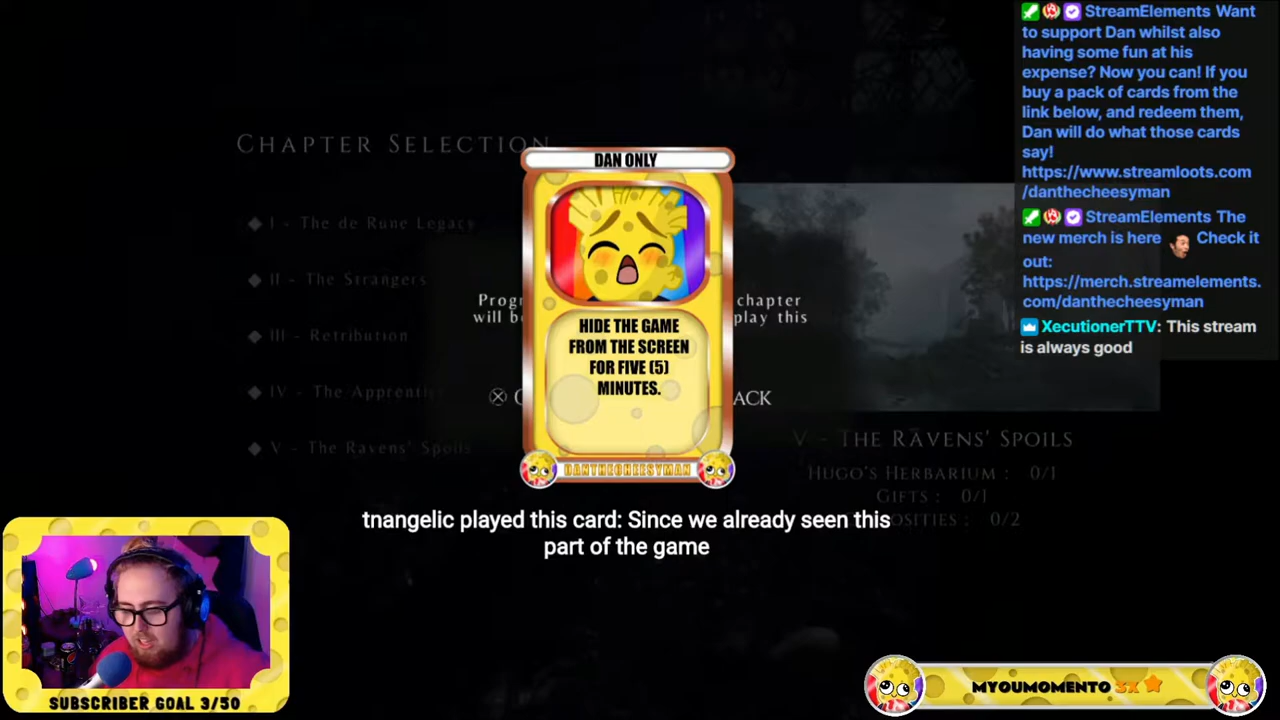 StreamElements Want
to support Dan whilst also
having some fun at his
expense? Now you can! If you
buy a pack of cards from the
link below, and redeem them,
Dan will do what those cards
say!
https://www.streamloots.com
/danthecheesyman
StreamElements The
new merch is here Check it
out:
https://merch.streamelements.
com/danthecheesyman
XecutionerTTV: This stream
is always good
CHAPTER SELECTION
I - The de Rune Legacy
II - The Strangers
III - Retribution
IV - The Apprenti
V - The Ravens' Spoils
chapter
will be play this
DAN ONLY
HIDE THE GAME
FROM THE SCREEN
FOR FIVE (5)
MINUTES.
DANTHECHEESYMAN
V - THE RAVENS' SPOILS
HUGO'S HERBARIUM : 0/1
GIFTS : 0/1
OSITIES : 0/2
tnangelic played this card: Since we already seen this
part of the game
SUBSCRIBER GOAL 3/50
MYOUMOMENTO 3X